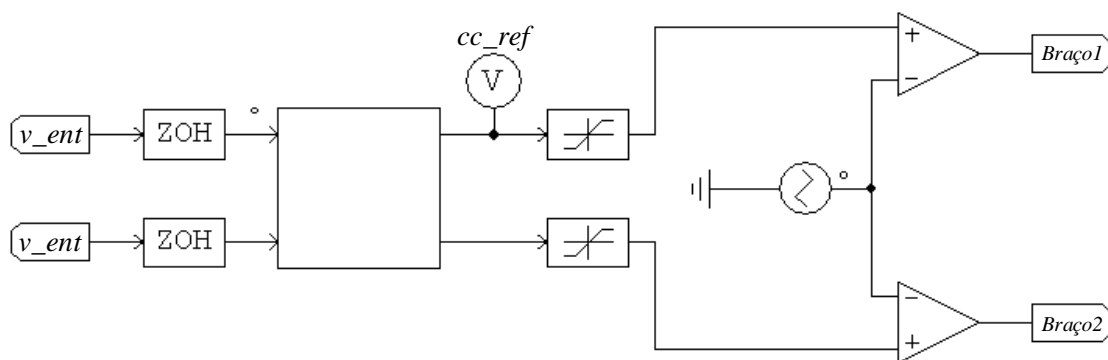 cc_ref
V
Braço1
v_ent
ZOH
v_ent
ZOH
Braço2